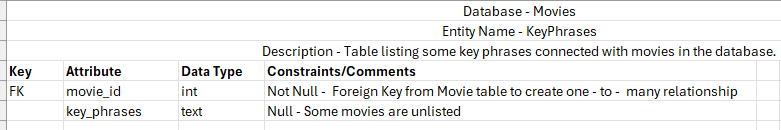 Database - Movies
Entity Name - KeyPhrases
Description - Table listing some key phrases connected with movies in the database.
Key Attribute Data Type Constraints/Comments
FK movie_id int Not Null -  Foreign Key from Movie table to create one - to -  many relationship
key_phrases text Null - Some movies are unlisted